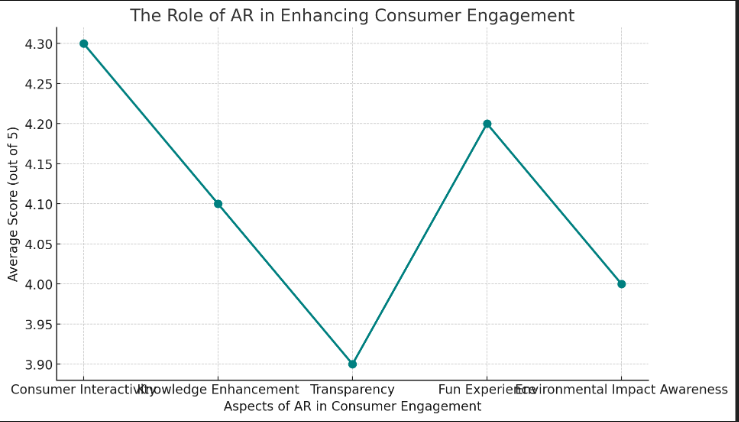 The Role of AR in Enhancing Consumer Engagement
Average Score (out of 5)
4.30
4.25
4.20
4.15
4.10
4.05
4.00
3.95
3.90
Consumer Interactivity Knowledge Enhancement Transparency Fun Experience Environmental Impact Awareness
Aspects of AR in Consumer Engagement